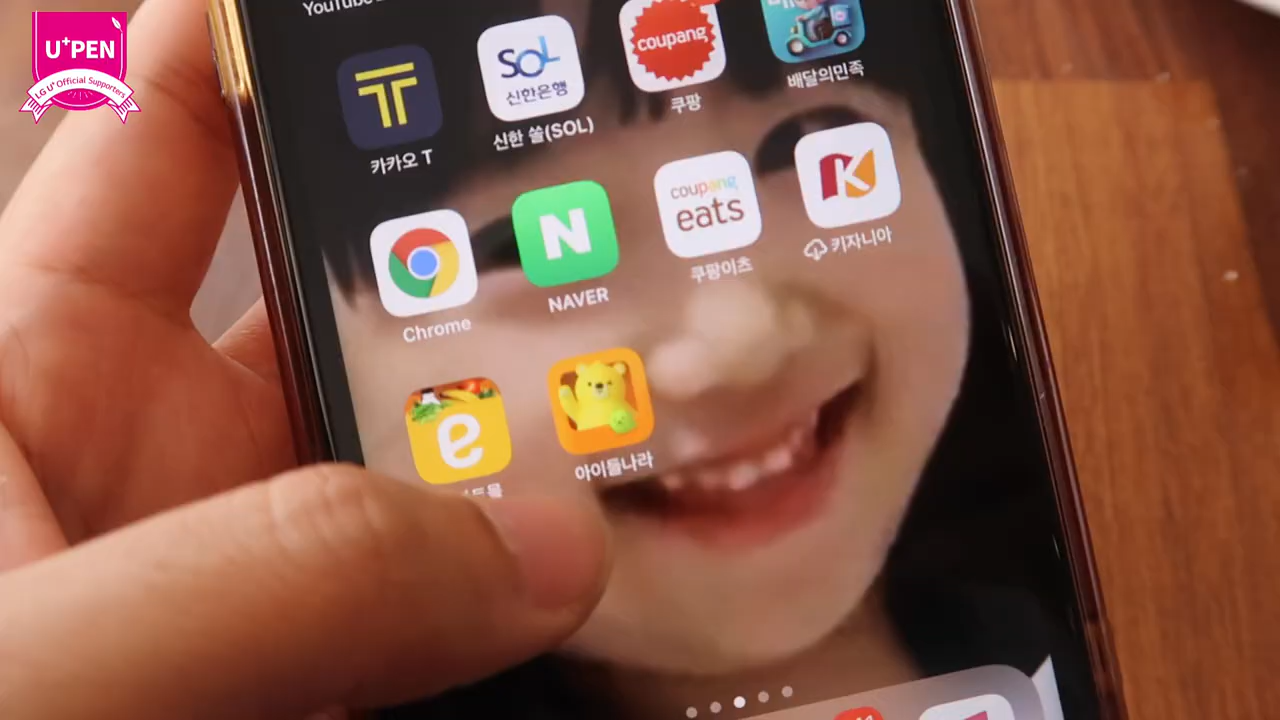 U+PEN
LG U+ Official Supporters
YouTube
TT
SOL
신한은행
coupang
카카오 T
신한 쏠(SOL)
쿠팡
배달의민족
N
coupang
eats
K
Chrome
NAVER
쿠팡이츠
키자니아
e
아이들나라